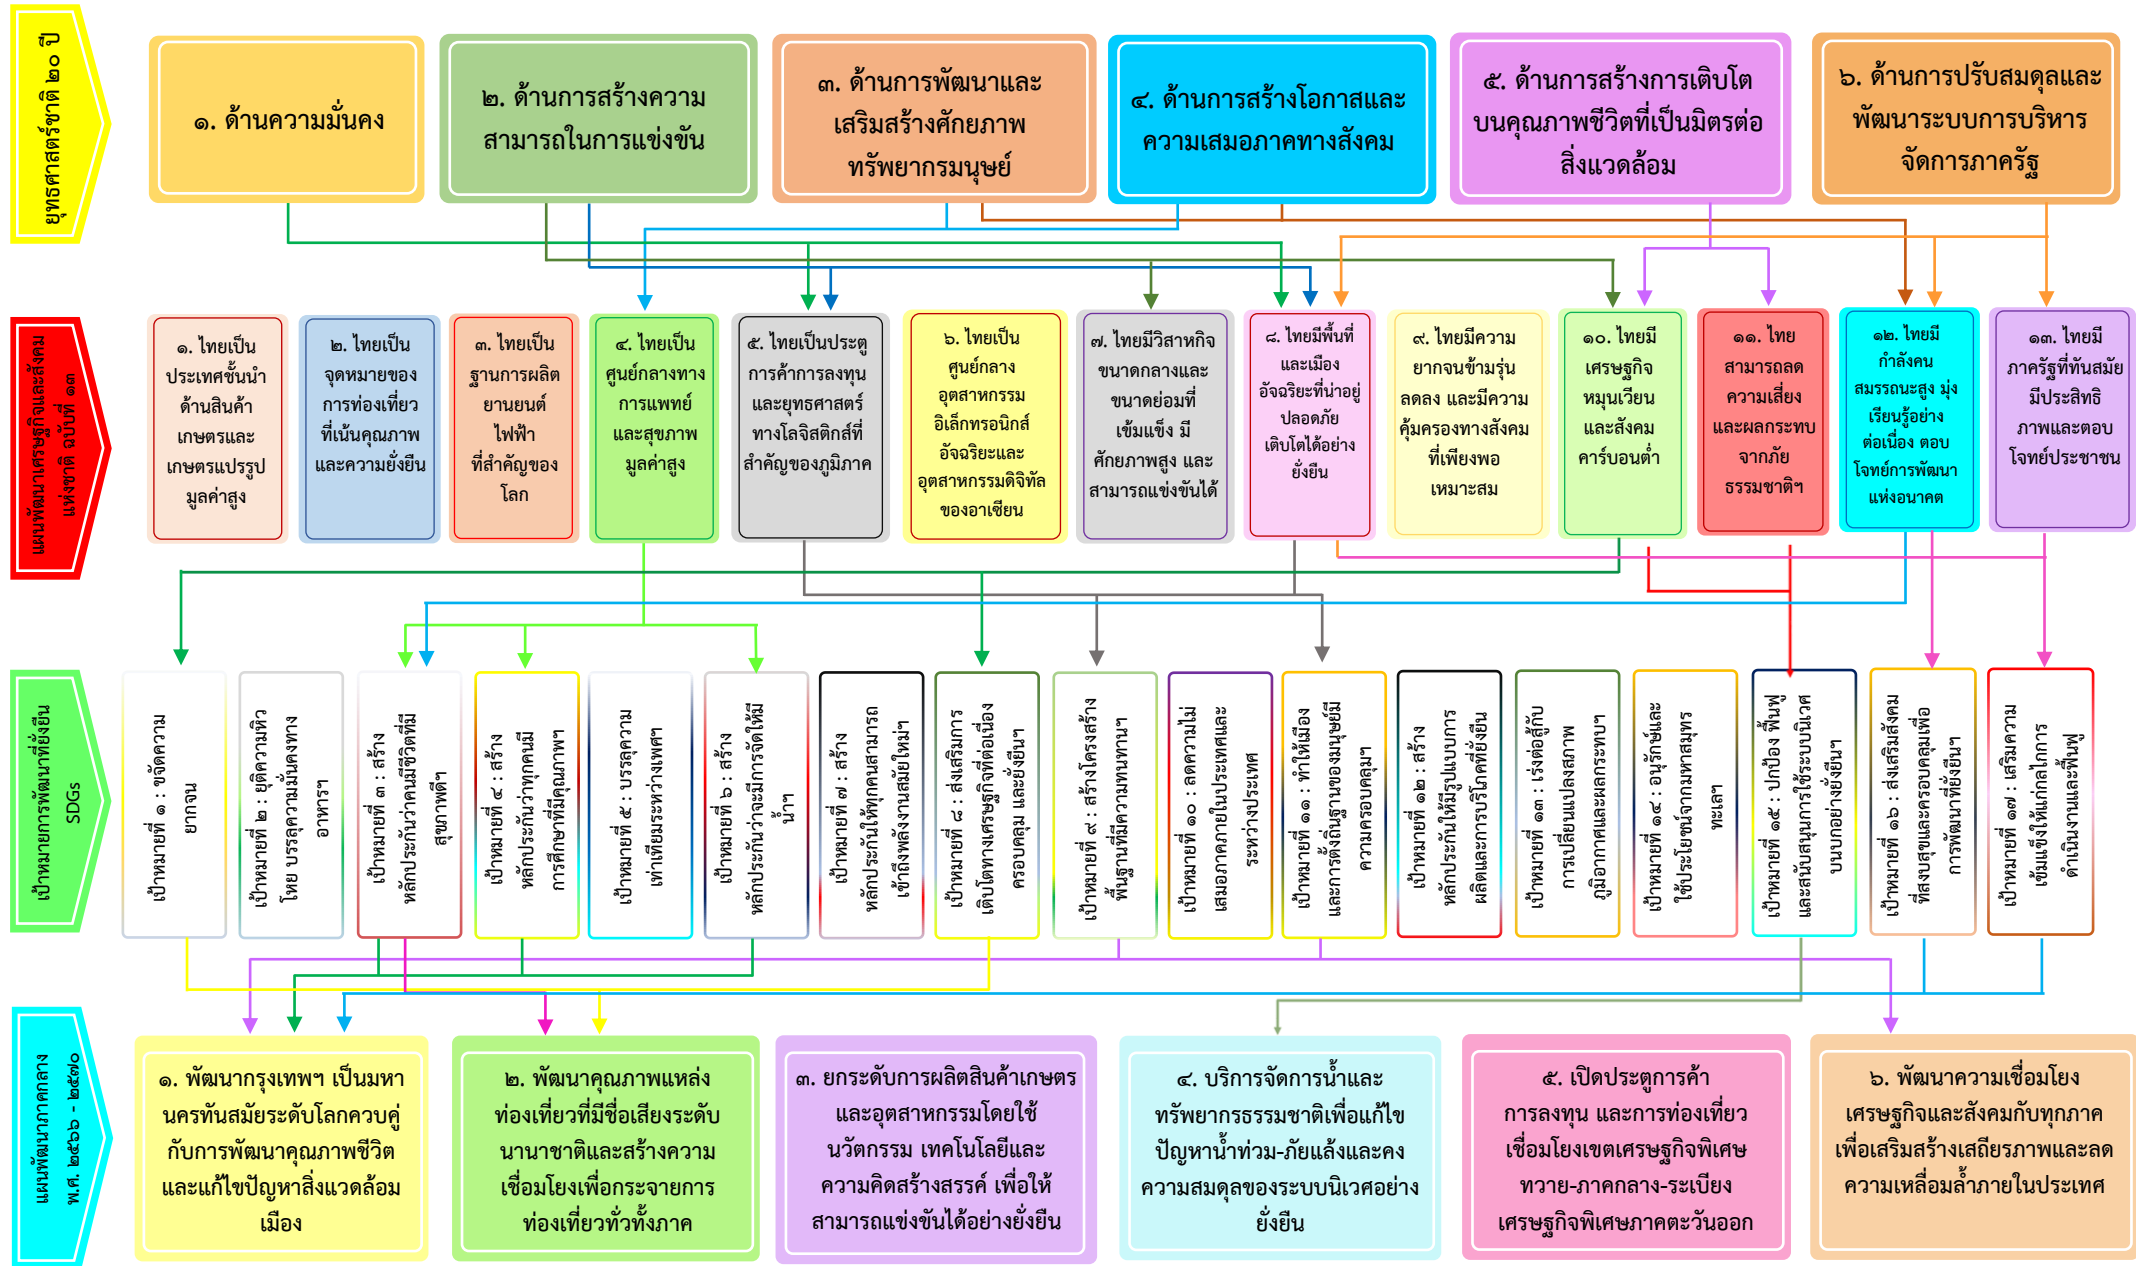 ยุทธศาสตร์ชาติ ๒๐ ปี
๑. ด้านความมั่นคง
๒. ด้านการสร้างความ
สามารถในการแข่งขัน
๓. ด้านการพัฒนาและ
เสริมสร้างศักยภาพ
ทรัพยากรมนุษย์
๔. ด้านการสร้างโอกาสและ
ความเสมอภาคทางสังคม
๕. ด้านการสร้างการเติบโต
บนคุณภาพชีวิตที่เป็นมิตรต่อ
สิ่งแวดล้อม
๖. ด้านการปรับสมดุลและ
พัฒนาระบบการบริหาร
จัดการภาครัฐ
แผนพัฒนาเศรษฐกิจและสังคม
แห่งชาติ ฉบับที่ ๑๓
๑. ไทยเป็น
ประเทศชั้นนำ
ด้านสินค้า
เกษตรและ
เกษตรแปรรูป
มูลค่าสูง
๒. ไทยเป็น
จุดหมายของ
การท่องเที่ยว
ที่เน้นคุณภาพ
และความยั่งยืน
๓. ไทยเป็น
ฐานการผลิต
ยานยนต์
ไฟฟ้า
ที่สำคัญของ
โลก
๔. ไทยเป็น
ศูนย์กลางทาง
การแพทย์
และสุขภาพ
มูลค่าสูง
๕. ไทยเป็นประตู
การค้าการลงทุน
และยุทธศาสตร์
ทางโลจิสติกส์ที่
สำคัญของภูมิภาค
๖. ไทยเป็น
ศูนย์กลาง
อุตสาหกรรม
อิเล็กทรอนิกส์
อัจฉริยะและ
อุตสาหกรรมดิจิทัล
ของอาเซียน
๗. ไทยมีวิสาหกิจ
ขนาดกลางและ
ขนาดย่อมที่
เข้มแข็ง มี
ศักยภาพสูง และ
สามารถแข่งขันได้
๘. ไทยมีพื้นที่
และเมือง
อัจฉริยะที่น่าอยู่
ปลอดภัย
เติบโตได้อย่าง
ยั่งยืน
๙. ไทยมีความ
ยากจนข้ามรุ่น
ลดลง และมีความ
คุ้มครองทางสังคม
ที่เพียงพอ
เหมาะสม
๑๐. ไทยมี
เศรษฐกิจ
หมุนเวียน
และสังคม
คาร์บอนต่ำ
๑๑. ไทย
สามารถลด
ความเสี่ยง
และผลกระทบ
จากภัย
ธรรมชาติฯ
๑๒. ไทยมี
กำลังคน
สมรรถนะสูง มุ่ง
เรียนรู้อย่าง
ต่อเนื่อง ตอบ
โจทย์การพัฒนา
แห่งอนาคต
๑๓. ไทยมี
ภาครัฐที่ทันสมัย
มีประสิทธิ
ภาพและตอบ
โจทย์ประชาชน
เป้าหมายการพัฒนาที่ยั่งยืน
SDGs
เป้าหมายที่ ๑ : ขจัดความ
ยากจน
เป้าหมายที่ ๒ : ยุติความหิว
โหย บรรลุความมั่นคงทาง
อาหารฯ
เป้าหมายที่ ๓ : สร้าง
หลักประกันว่าคนมีชีวิตที่มี
สุขภาพดีฯ
เป้าหมายที่ ๔ : สร้าง
หลักประกันว่าทุกคนมี
การศึกษาที่มีคุณภาพฯ
เป้าหมายที่ ๕ : บรรลุความ
เท่าเทียมระหว่างเพศฯ
เป้าหมายที่ ๖ : สร้าง
หลักประกันว่าจะมีการจัดให้มี
น้ำฯ
เป้าหมายที่ ๗ : สร้าง
หลักประกันให้ทุกคนสามารถ
เข้าถึงพลังงานสมัยใหม่ฯ
เป้าหมายที่ ๘ : ส่งเสริมการ
เติบโตทางเศรษฐกิจที่ต่อเนื่อง
ครอบคลุม และยั่งยืนฯ
เป้าหมายที่ ๙ : สร้างโครงสร้าง
พื้นฐานที่มีความทนทานฯ
เป้าหมายที่ ๑๐ : ลดความไม่
เสมอภาคภายในประเทศและ
ระหว่างประเทศ
เป้าหมายที่ ๑๑ : ทำให้เมือง
และการตั้งถิ่นฐานของมนุษย์มี
ความครอบคลุมฯ
เป้าหมายที่ ๑๒ : สร้าง
หลักประกันให้มีรูปแบบการ
ผลิตและการบริโภคที่ยั่งยืน
เป้าหมายที่ ๑๓ : เร่งต่อสู้กับ
การเปลี่ยนแปลงสภาพ
ภูมิอากาศและผลกระทบฯ
เป้าหมายที่ ๑๔ : อนุรักษ์และ
ใช้ประโยชน์จากมหาสมุทร
ทะเลฯ
เป้าหมายที่ ๑๕ : ปกป้อง ฟื้นฟู
และสนับสนุนการใช้ระบบนิเวศ
บนบกอย่างยั่งยืนฯ
เป้าหมายที่ ๑๖ : ส่งเสริมสังคม
ที่สงบสุขและครอบคลุมเพื่อ
การพัฒนาที่ยั่งยืนฯ
เป้าหมายที่ ๑๗ : เสริมความ
เข้มแข็งให้แก่กลไกการ
ดำเนินงานและฟื้นฟู
แผนพัฒนาภาคกลาง
พ.ศ. ๒๕๖๖ - ๒๕๗๐
๑. พัฒนากรุงเทพฯ เป็นมหา
นครทันสมัยระดับโลกควบคู่
กับการพัฒนาคุณภาพชีวิต
และแก้ไขปัญหาสิ่งแวดล้อม
เมือง
๒. พัฒนาคุณภาพแหล่ง
ท่องเที่ยวที่มีชื่อเสียงระดับ
นานาชาติและสร้างความ
เชื่อมโยงเพื่อกระจายการ
ท่องเที่ยวทั่วทั้งภาค
๓. ยกระดับการผลิตสินค้าเกษตร
และอุตสาหกรรมโดยใช้
นวัตกรรม เทคโนโลยีและ
ความคิดสร้างสรรค์ เพื่อให้
สามารถแข่งขันได้อย่างยั่งยืน
๔. บริการจัดการน้ำและ
ทรัพยากรธรรมชาติเพื่อแก้ไข
ปัญหาน้ำท่วม-ภัยแล้งและคง
ความสมดุลของระบบนิเวศอย่าง
ยั่งยืน
๕. เปิดประตูการค้า
การลงทุน และการท่องเที่ยว
เชื่อมโยงเขตเศรษฐกิจพิเศษ
ทวาย-ภาคกลาง-ระเบียง
เศรษฐกิจพิเศษภาคตะวันออก
๖. พัฒนาความเชื่อมโยง
เศรษฐกิจและสังคมกับทุกภาค
เพื่อเสริมสร้างเสถียรภาพและลด
ความเหลื่อมล้ำภายในประเทศ